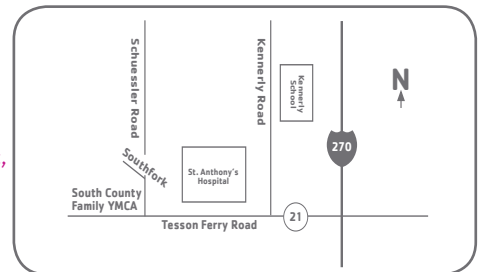 Schuessler Road
Kennerly Road
Kennerly
School
N
270
Southfork
St. Anthony's
Hospital
South County
Family YMCA
Tesson Ferry Road
21
,